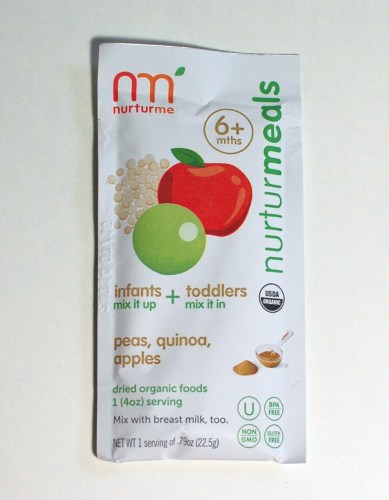 nm
nurturme
6+
mths
nurturmeals
infants + toddlers
mix it up mix it in
USDA
ORGANIC
peas, quinoa,
apples
dried organic foods
1 (4oz) serving
Mix with breast milk, too.
NET WT 1 serving of .79oz (22.5g)
U
BPA
FREE
NON
GMO
GLUTEN
FREE